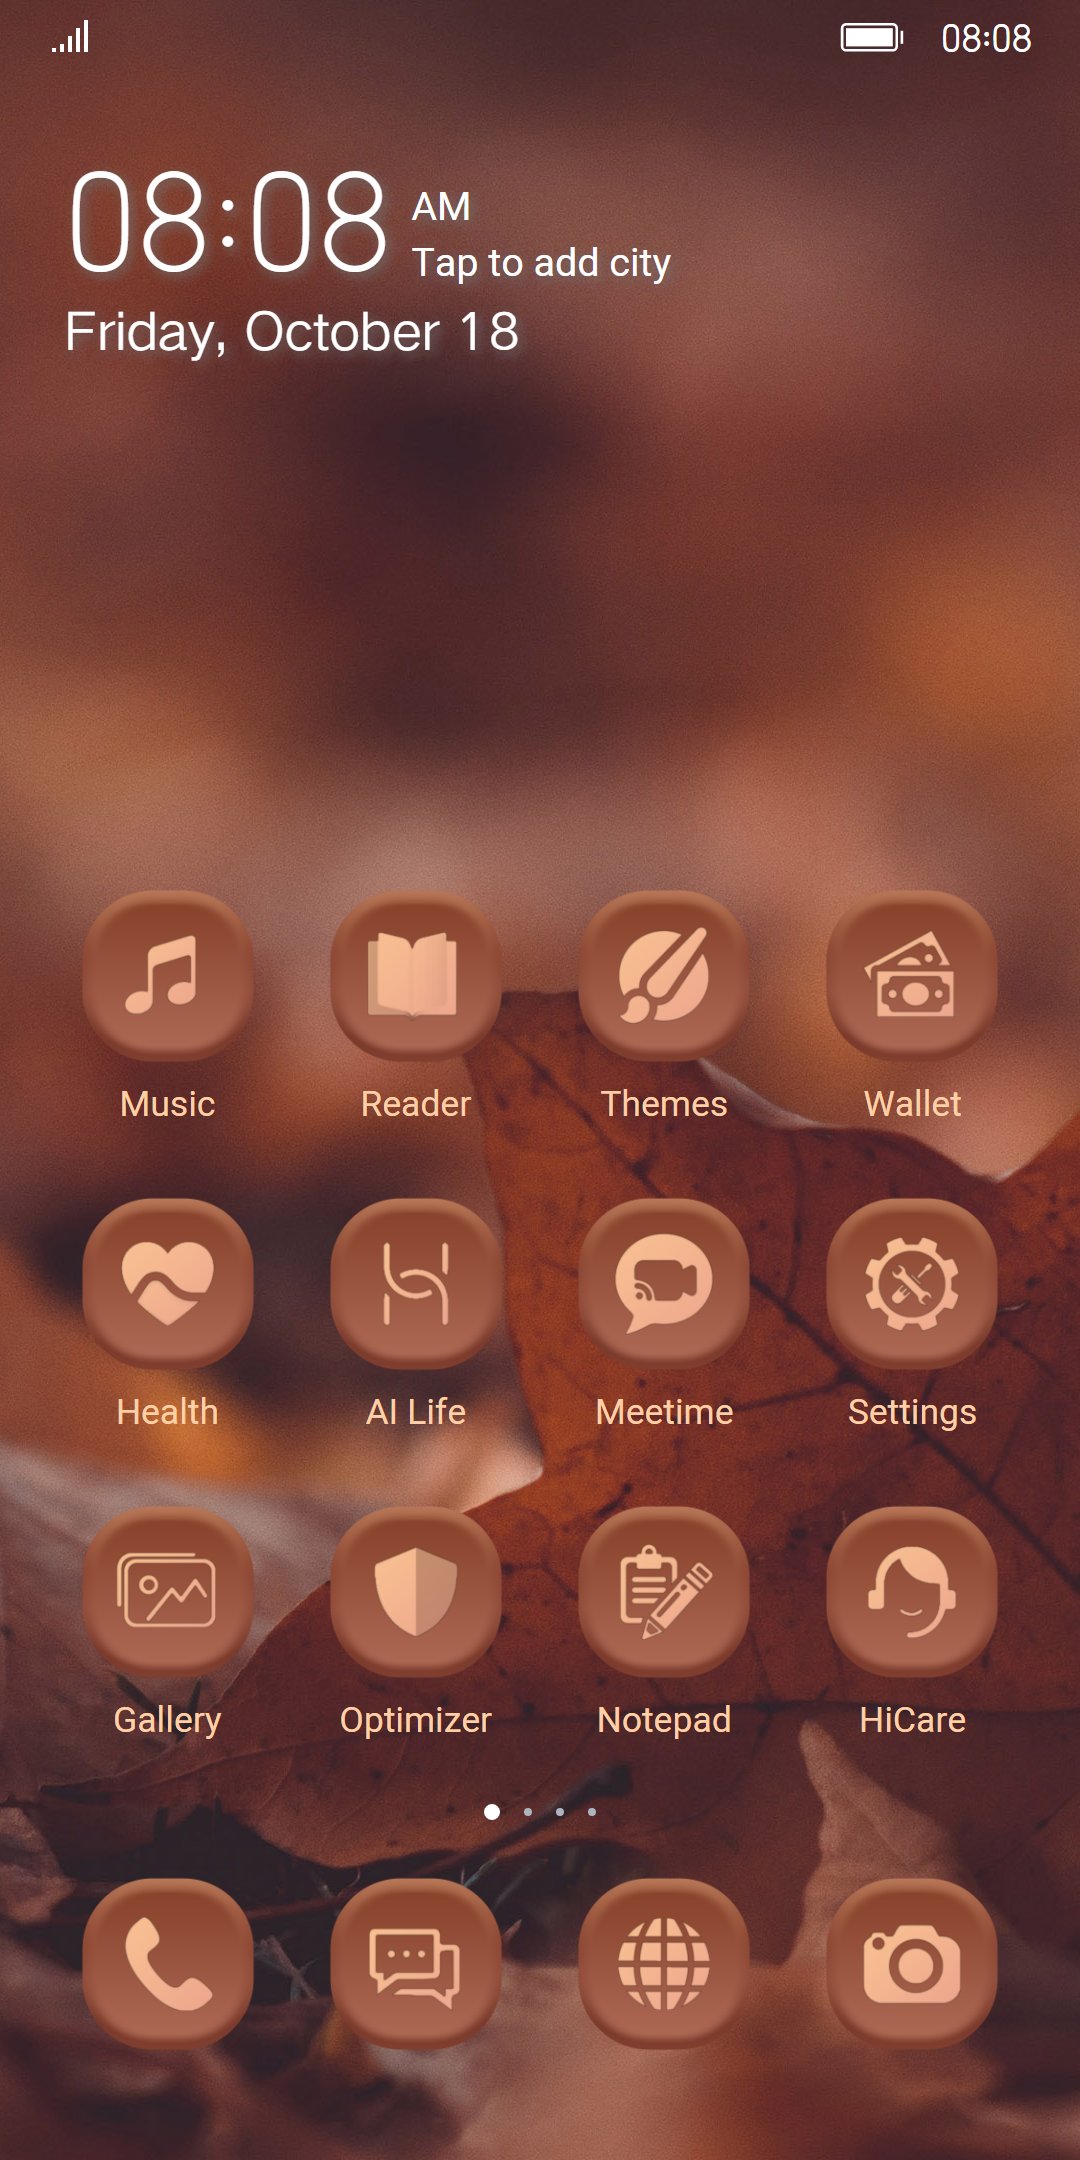 08:08
08:08 AM
Tap to add city
Friday, October 18
Music Reader Themes Wallet
Health AI Life Meetime Settings
Gallery Optimizer Notepad HiCare